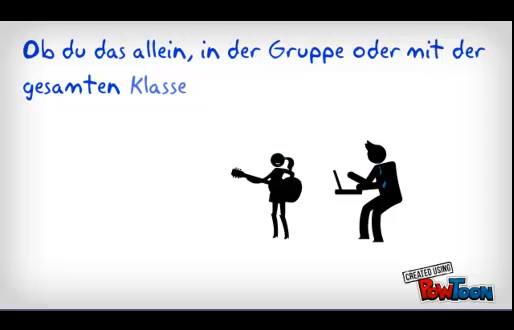 Ob du das allein, in der Gruppe oder mit der
gesamten Klasse
CREATED USING
POWTOON